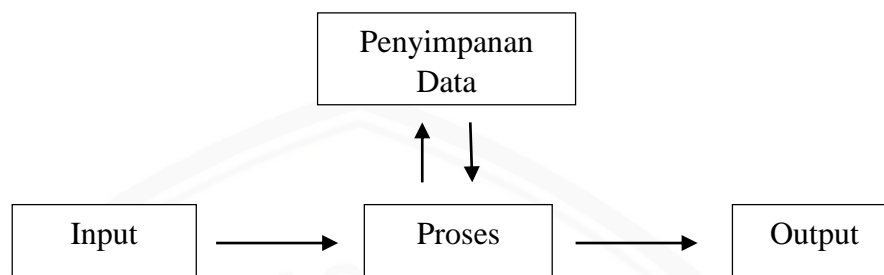 Penyimpanan
Data
Input
Proses
Output